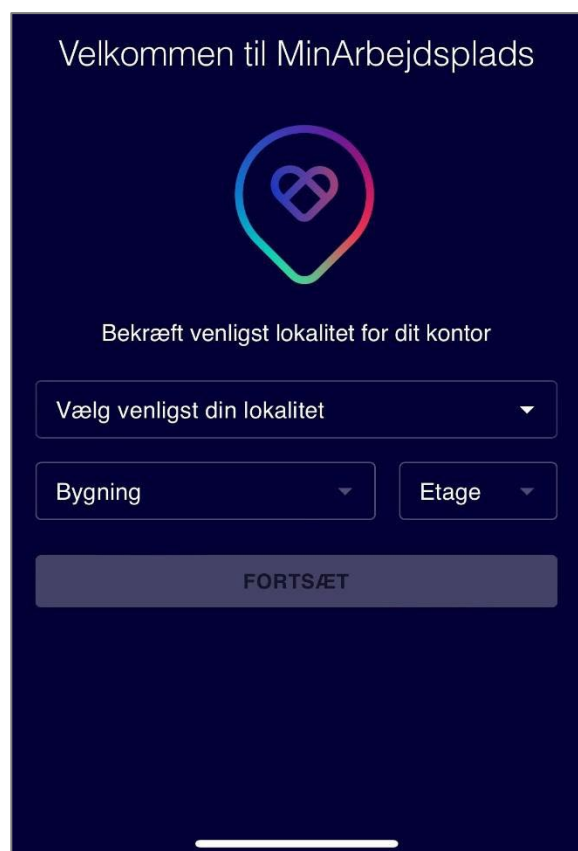 Velkommen til MinArbejdsplads
Bekræft venligst lokalitet for dit kontor
Vælg venligst din lokalitet
Bygning
Etage
FORTSÆT